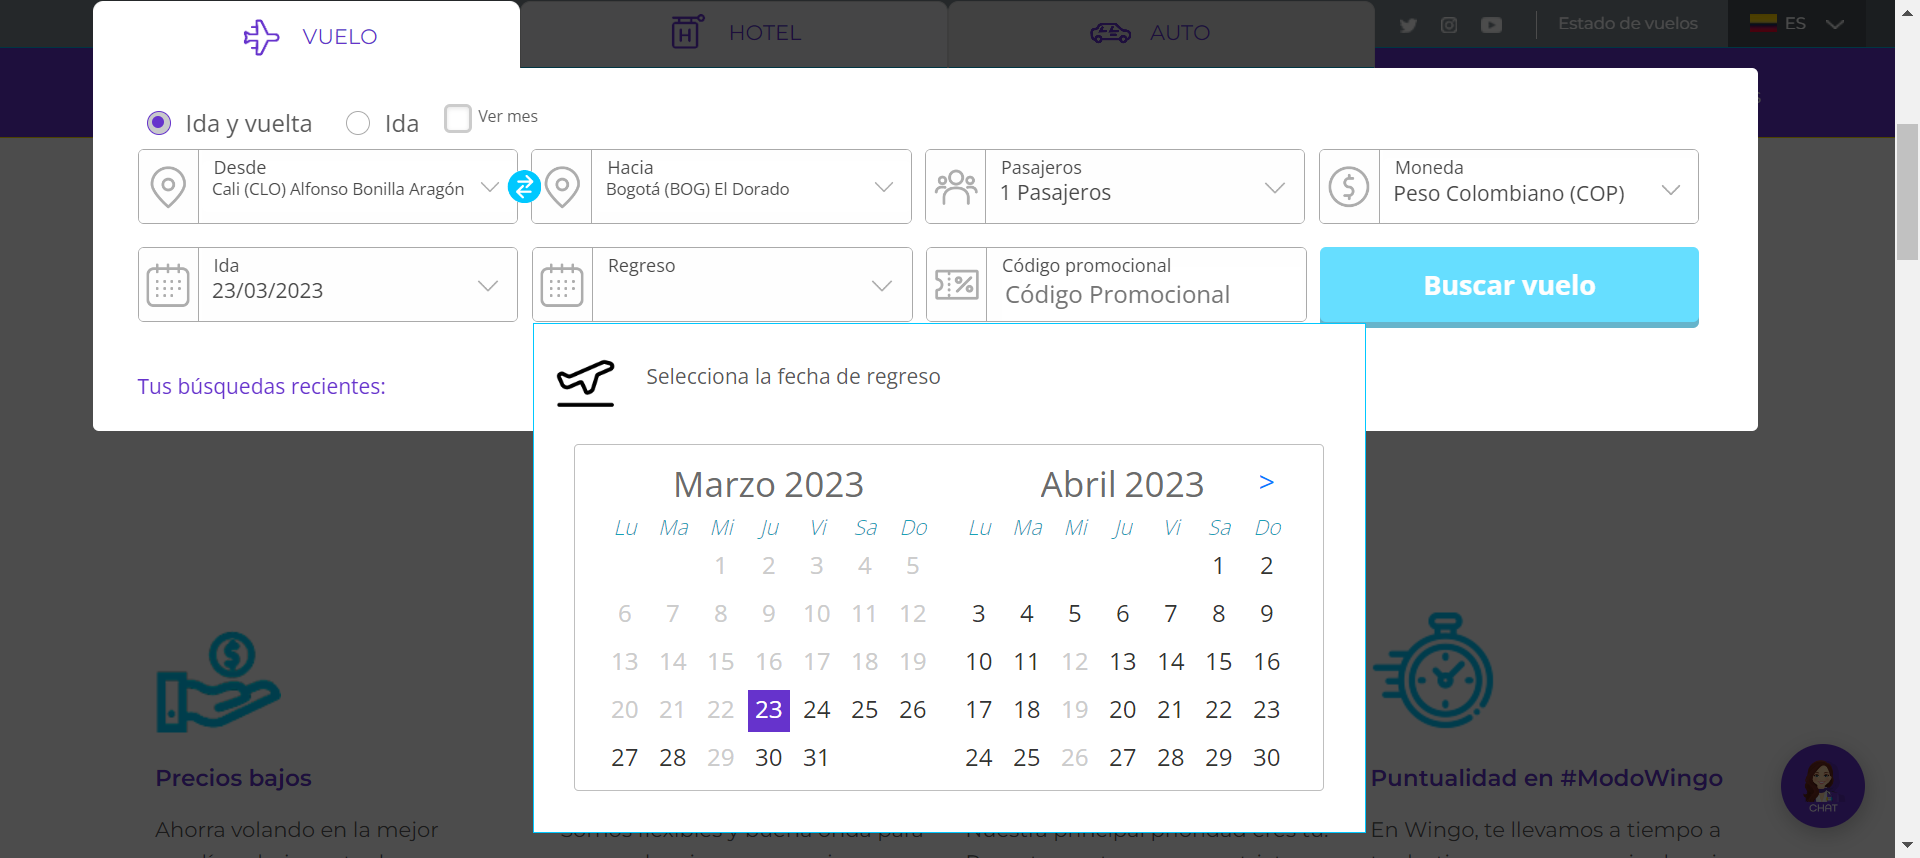 VUELO
HOTEL
AUTO
Estado de vuelos
ES
Ida y vuelta
Ida
Ver mes
Desde
Cali (CLO) Alfonso Bonilla Aragón
Hacia
Bogotá (BOG) El Dorado
Pasajeros
1 Pasajeros
Moneda
Peso Colombiano (COP)
Ida
23/03/2023
Regreso
Código promocional
Código Promocional
Buscar vuelo
Tus búsquedas recientes:
Selecciona la fecha de regreso
Marzo 2023
Lu Ma Mi Ju Vi Sa Do
1 2 3 4 5
6 7 8 9 10 11 12
13 14 15 16 17 18 19
20 21 22 23 24 25 26
27 28 29 30 31
Abril 2023 >
Lu Ma Mi Ju Vi Sa Do
1 2
3 4 5 6 7 8 9
10 11 12 13 14 15 16
17 18 19 20 21 22 23
24 25 26 27 28 29 30
Precios bajos
Ahorra volando en la mejor
Puntualidad en #ModoWingo
En Wingo, te llevamos a tiempo a
CHAT